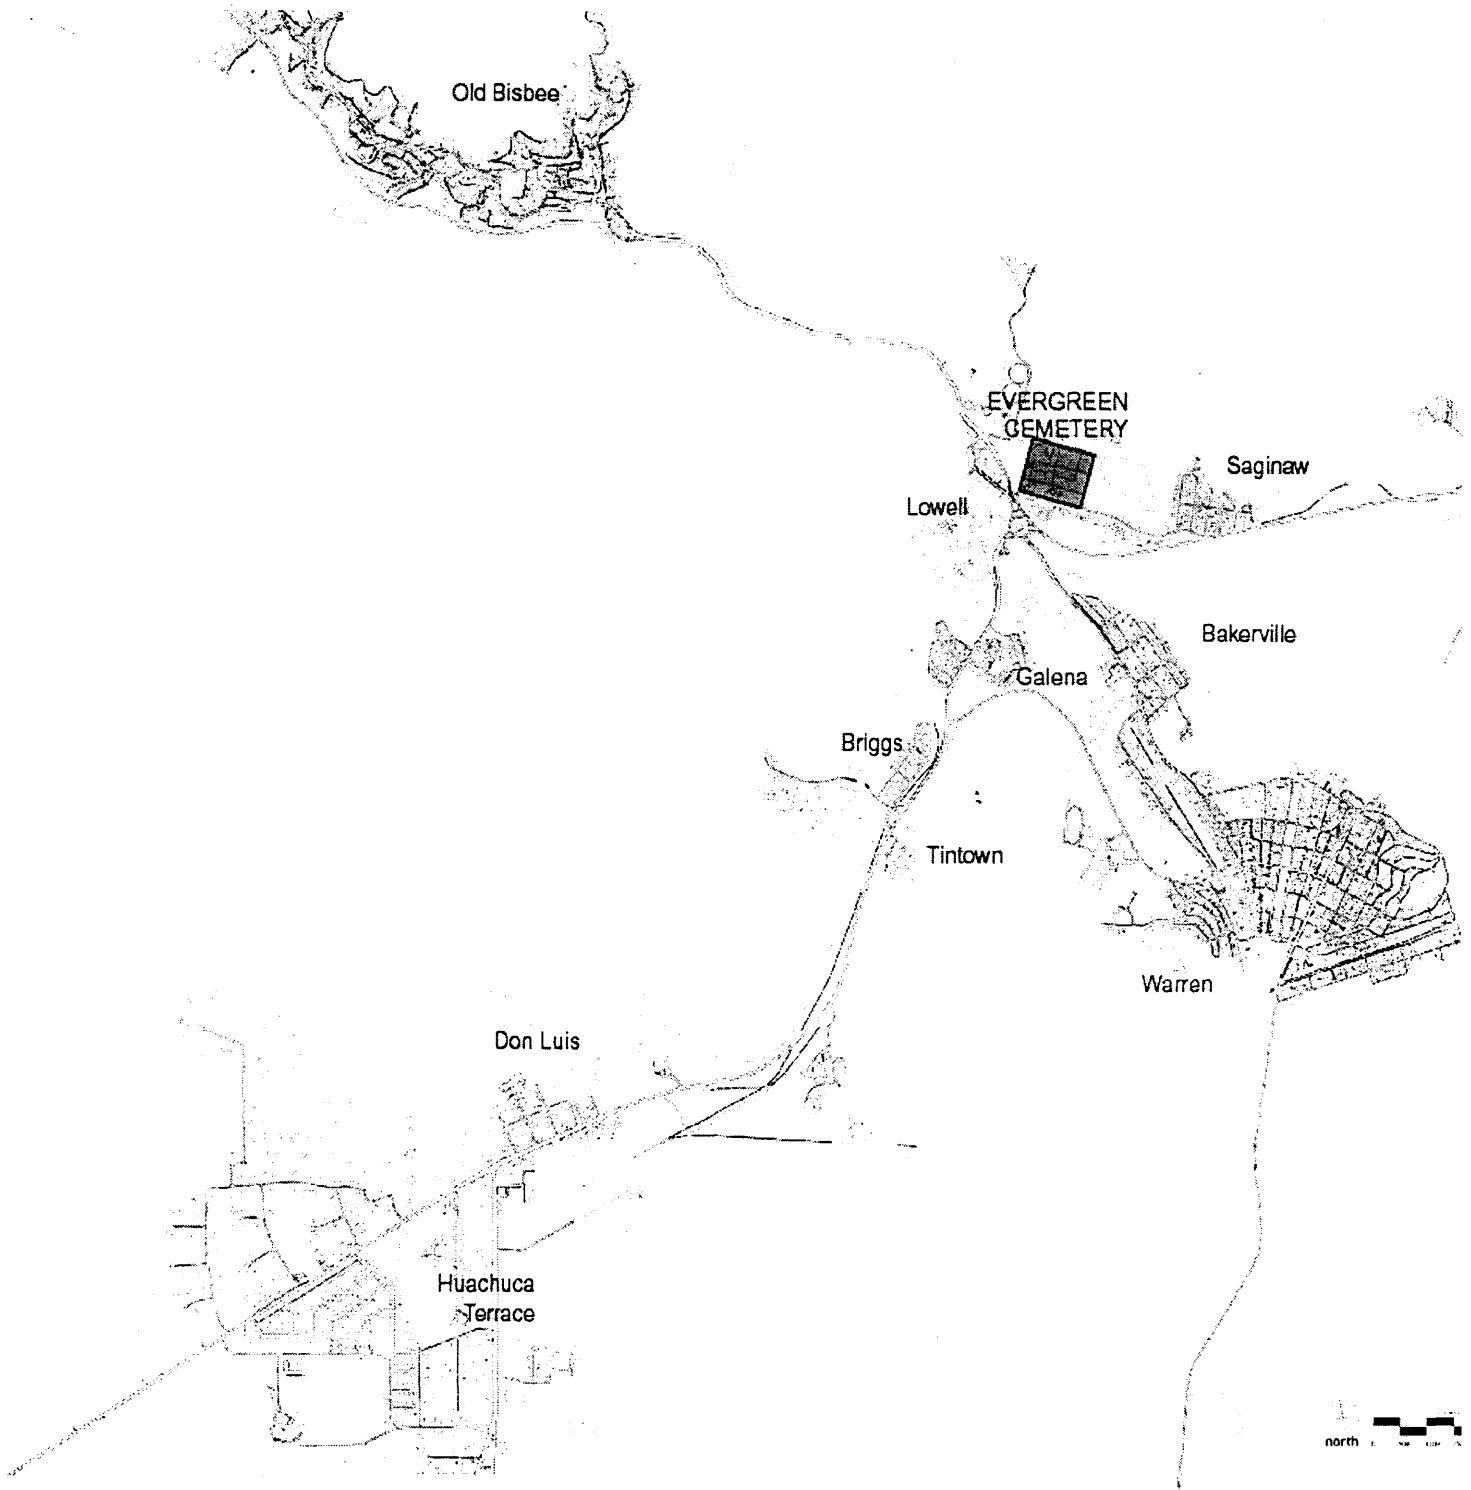 Old Bisbee
EVERGREEN
CEMETERY
Saginaw
Lowell
Bakerville
Galena
Briggs
Tintown
Warren
Don Luis
Huachuca
Terrace
north